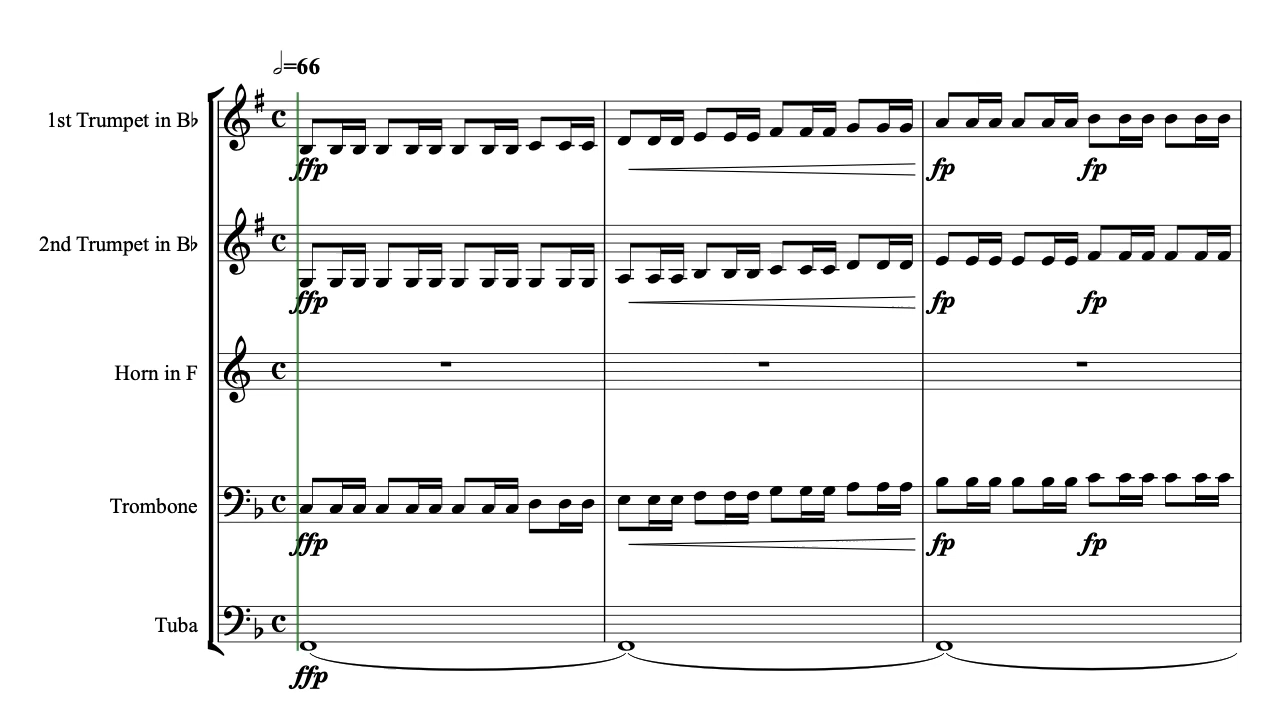 𝅗𝅥=66
1st Trumpet in B♭
ffp
fp
fp
2nd Trumpet in B♭
ffp
fp
fp
Horn in F
Trombone
ffp
fp
fp
Tuba
ffp